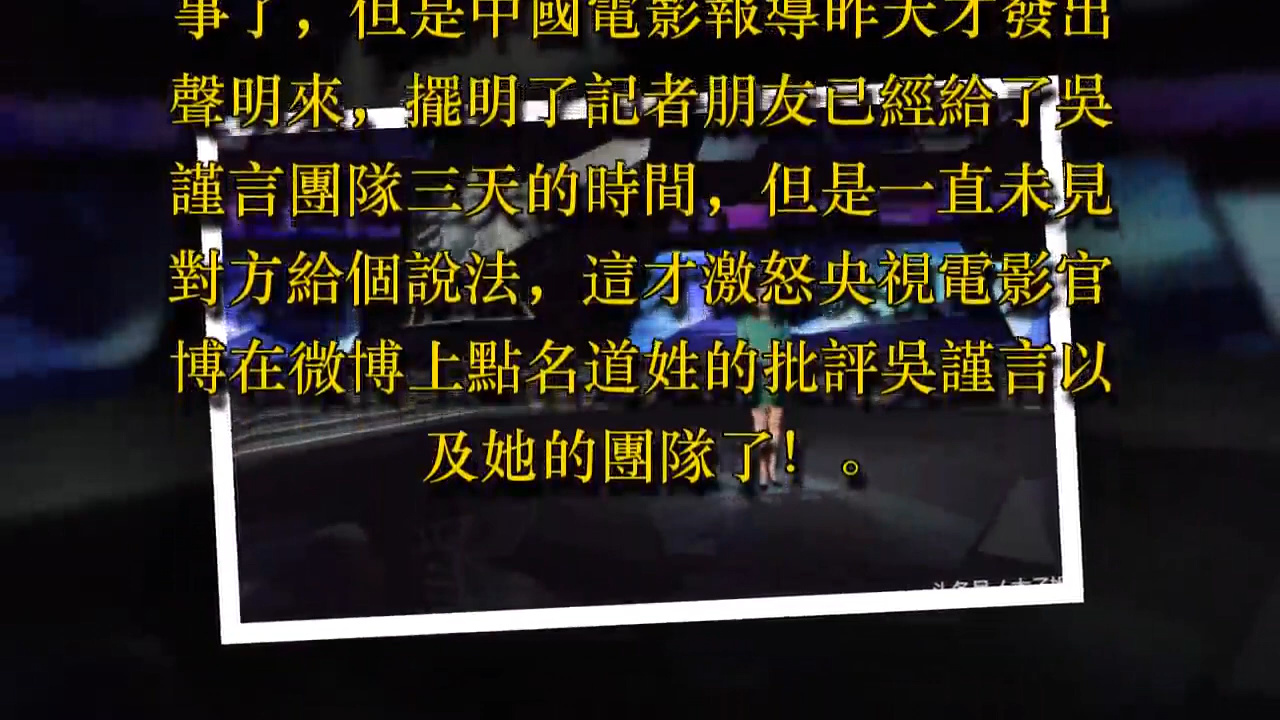 事了，但是中國電影報導昨天才發出
聲明來，擺明了記者朋友已經給了吳
謹言團隊三天的時間，但是一直未見
對方給個說法，這才激怒央視電影官
博在微博上點名道姓的批評吳謹言以
及她的團隊了！。